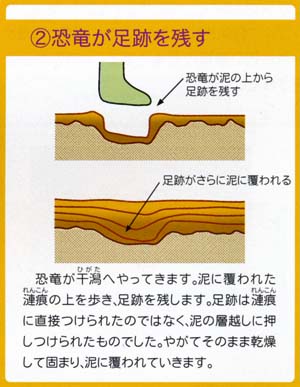 ②恐竜が足跡を残す
恐竜が泥の上から
足跡を残す
足跡がさらに泥に覆われる
恐竜が干潟へやってきます。泥に覆われた
漣痕の上を歩き、足跡を残します。足跡は漣痕
に直接つけられたのではなく、泥の層越しに押
しつけられたものでした。やがてそのまま乾燥
して固まり、泥に覆われていきます。